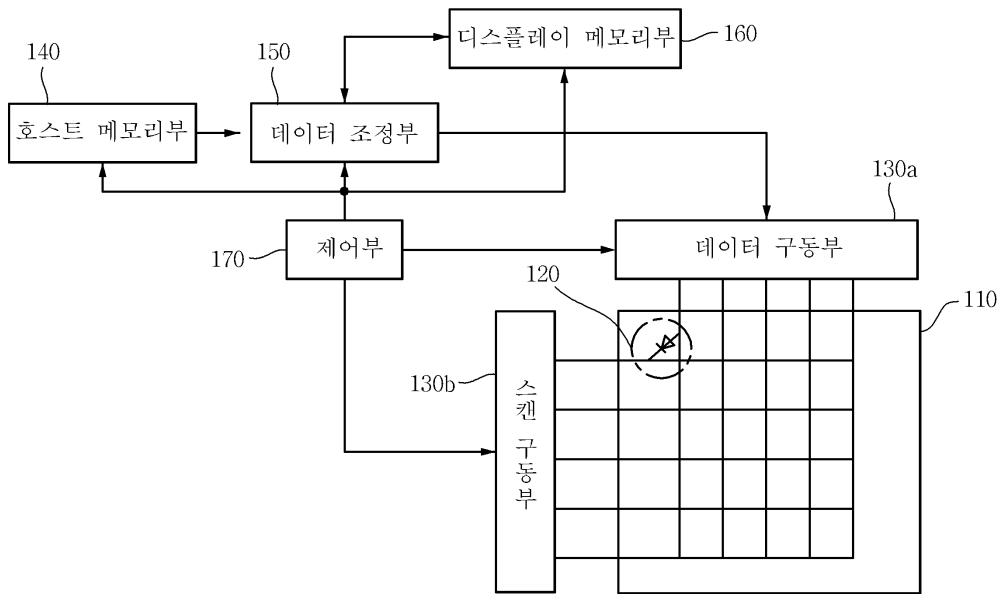 디스플레이 메모리부
160
140
150
호스트 메모리부
데이터 조정부
130a
제어부
170
데이터 구동부
120
110
130b
스캔 구동부